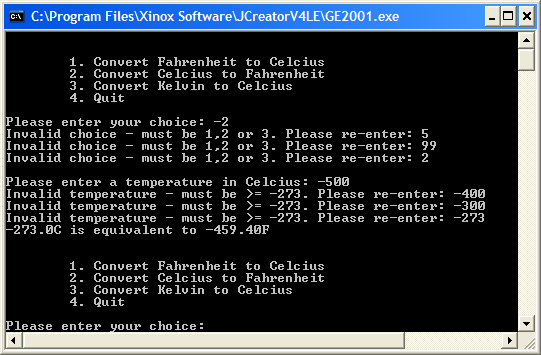 C:\Program Files\Xinox Software\JCreatorV4LE\GE2001.exe
1. Convert Fahrenheit to Celcius
2. Convert Celcius to Fahrenheit
3. Convert Kelvin to Celcius
4. Quit
Please enter your choice: -2
Invalid choice - must be 1,2 or 3. Please re-enter: 5
Invalid choice - must be 1,2 or 3. Please re-enter: 99
Invalid choice - must be 1,2 or 3. Please re-enter: 2
Please enter a temperature in Celcius: -500
Invalid temperature - must be >= -273. Please re-enter: -400
Invalid temperature - must be >= -273. Please re-enter: -300
Invalid temperature - must be >= -273. Please re-enter: -273
-273.0C is equivalent to -459.40F
1. Convert Fahrenheit to Celcius
2. Convert Celcius to Fahrenheit
3. Convert Kelvin to Celcius
4. Quit
Please enter your choice: